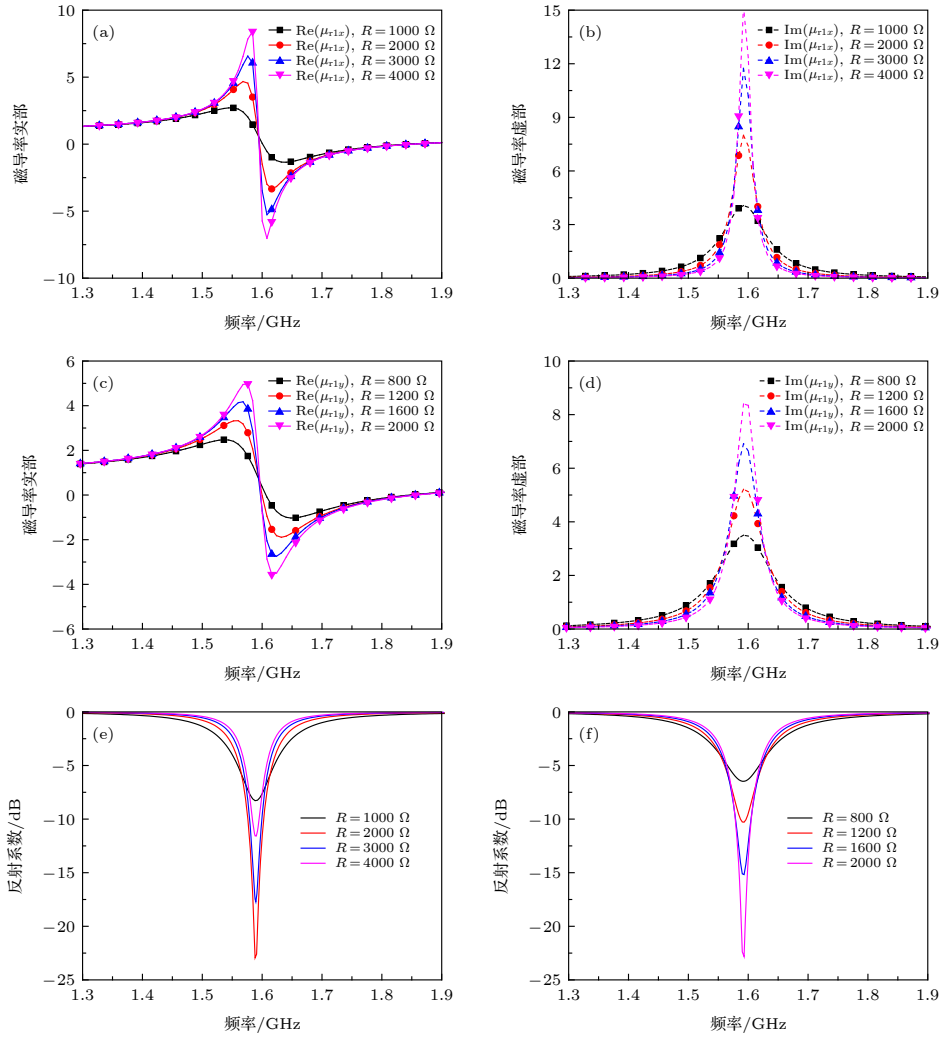 (a)
Re(μr1x), R = 1000 Ω
Re(μr1x), R = 2000 Ω
Re(μr1x), R = 3000 Ω
Re(μr1x), R = 4000 Ω
10
5
0
−5
−10
磁导率实部
1.3 1.4 1.5 1.6 1.7 1.8 1.9
频率/GHz
(b)
Im(μr1x), R = 1000 Ω
Im(μr1x), R = 2000 Ω
Im(μr1x), R = 3000 Ω
Im(μr1x), R = 4000 Ω
15
12
9
6
3
0
磁导率虚部
1.3 1.4 1.5 1.6 1.7 1.8 1.9
频率/GHz
(c)
Re(μr1y), R = 800 Ω
Re(μr1y), R = 1200 Ω
Re(μr1y), R = 1600 Ω
Re(μr1y), R = 2000 Ω
6
4
2
0
−2
−4
−6
磁导率实部
1.3 1.4 1.5 1.6 1.7 1.8 1.9
频率/GHz
(d)
Im(μr1y), R = 800 Ω
Im(μr1y), R = 1200 Ω
Im(μr1y), R = 1600 Ω
Im(μr1y), R = 2000 Ω
10
8
6
4
2
0
磁导率虚部
1.3 1.4 1.5 1.6 1.7 1.8 1.9
频率/GHz
(e)
R = 1000 Ω
R = 2000 Ω
R = 3000 Ω
R = 4000 Ω
0
−5
−10
−15
−20
−25
反射系数/dB
1.3 1.4 1.5 1.6 1.7 1.8 1.9
频率/GHz
(f)
R = 800 Ω
R = 1200 Ω
R = 1600 Ω
R = 2000 Ω
0
−5
−10
−15
−20
−25
反射系数/dB
1.3 1.4 1.5 1.6 1.7 1.8 1.9
频率/GHz